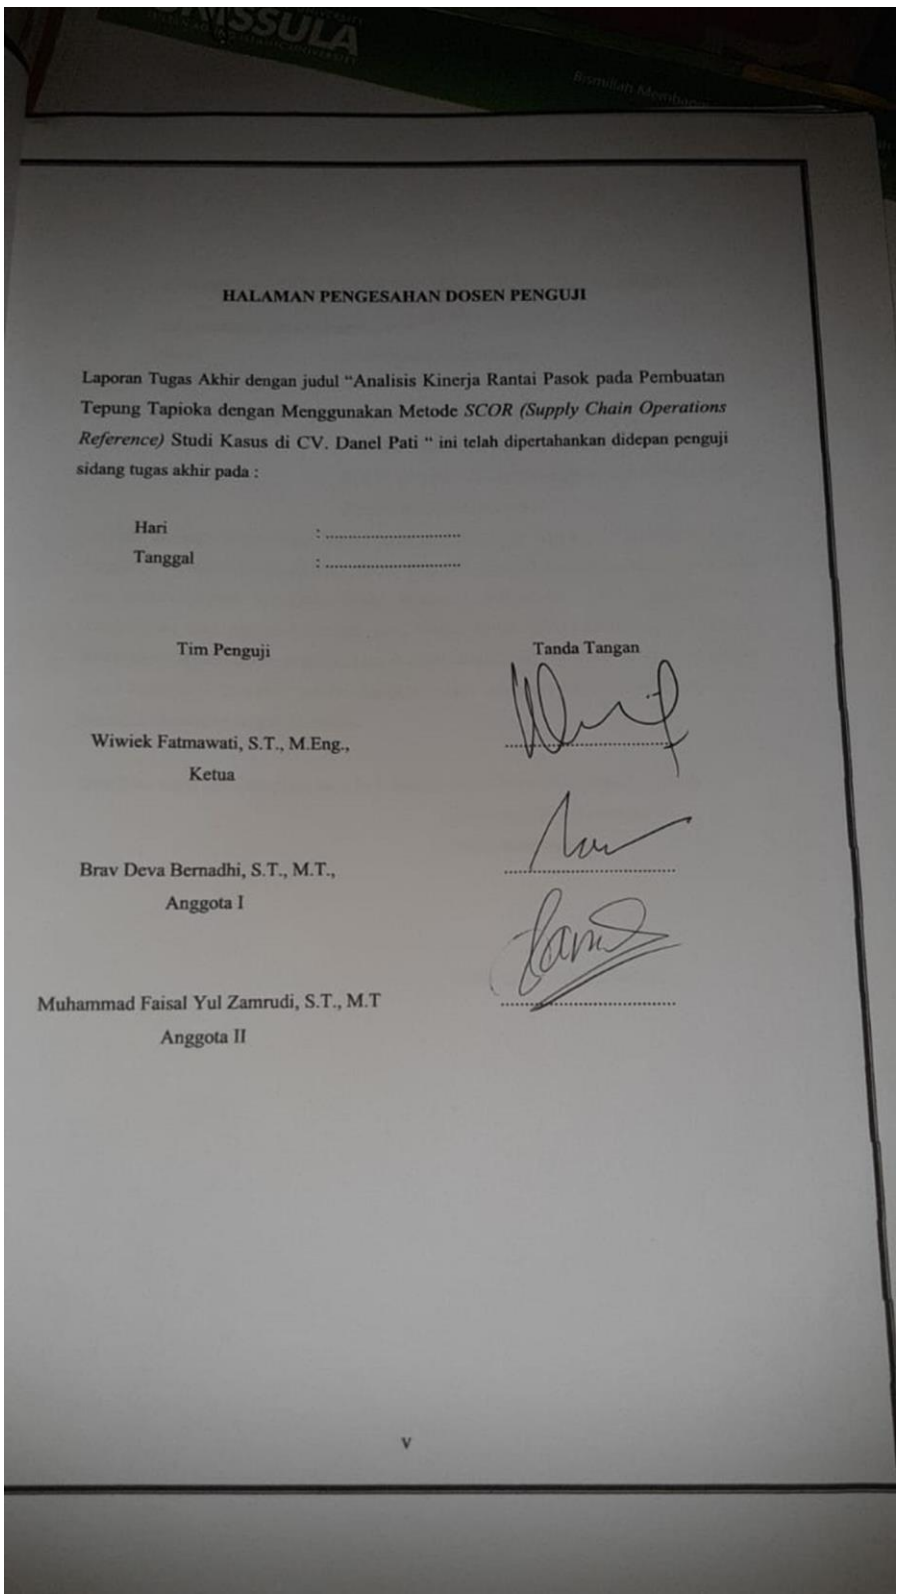 SSULA
Bismillah Memban
HALAMAN PENGESAHAN DOSEN PENGUJI
Laporan Tugas Akhir dengan judul “Analisis Kinerja Rantai Pasok pada Pembuatan
Tepung Tapioka dengan Menggunakan Metode SCOR (Supply Chain Operations
Reference) Studi Kasus di CV. Danel Pati “ ini telah dipertahankan didepan penguji
sidang tugas akhir pada :
Hari : ..............................
Tanggal : ..............................
Tim Penguji Tanda Tangan
Wiwiek Fatmawati, S.T., M.Eng., ......................................
Ketua
Brav Deva Bernadhi, S.T., M.T., ......................................
Anggota I
Muhammad Faisal Yul Zamrudi, S.T., M.T ......................................
Anggota II
v